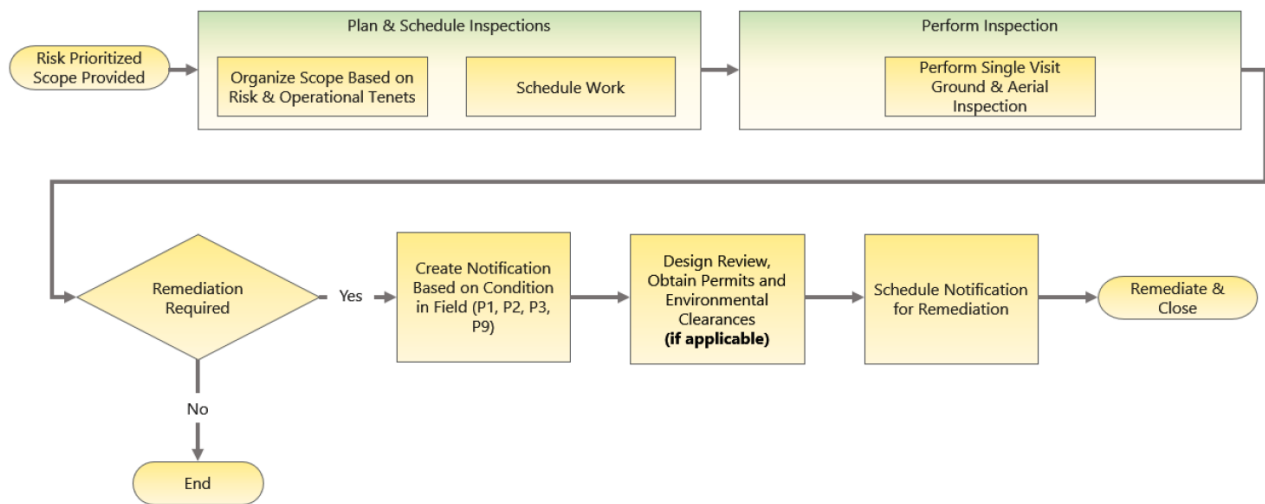 Plan & Schedule Inspections
Perform Inspection
Risk Prioritized
Scope Provided
Organize Scope Based on
Risk & Operational Tenets
Schedule Work
Perform Single Visit
Ground & Aerial
Inspection
Remediation
Required
Yes
Create Notification
Based on Condition
in Field (P1, P2, P3,
P9)
Design Review,
Obtain Permits and
Environmental
Clearances
(if applicable)
Schedule Notification
for Remediation
Remediate &
Close
No
End